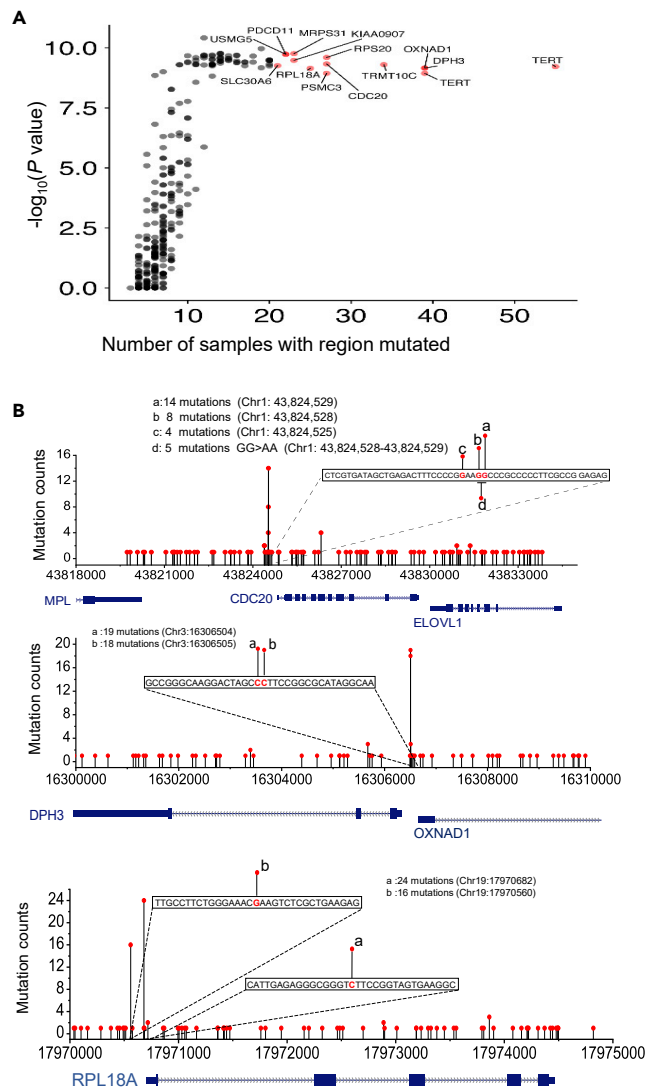 A
-log10(P value)
10.0
7.5
5.0
2.5
0.0
PDCD11
MRPS31
USMG5
KIAA0907
RPS20
OXNAD1
DPH3
TERT
SLC30A6
RPL18A
TRMT10C
TERT
PSMC3
CDC20
10 20 30 40 50
Number of samples with region mutated
B
a:14 mutations (Chr1: 43,824,529)
b 8 mutations (Chr1: 43,824,528)
c: 4 mutations (Chr1: 43,824,525)
d: 5 mutations GG>AA (Chr1: 43,824,528-43,824,529)
Mutation counts
16
12
8
4
0
a
b
c
CTCGTGATAGCTGAGACTTTCCCCGGAAGGCCCGCCCCCTTCGCCG GAGAG
d
43818000 43821000 43824000 43827000 43830000 43833000
MPL
CDC20
ELOVL1
a :19 mutations (Chr3:16306504)
b :18 mutations (Chr3:16306505)
Mutation counts
20
16
12
8
4
0
a b
GCCGGGCAAGGACTAGCCCTTCCGGCGCATAGGCAA
16300000 16302000 16304000 16306000 16308000 16310000
DPH3
OXNAD1
a :24 mutations (Chr19:17970682)
b :16 mutations (Chr19:17970560)
Mutation counts
24
20
16
12
8
4
0
b
TTGCCTTCTGGGAAACGAAGTCTCGCTGAAGAG
a
CATTGAGAGGGCGGGTCTTCCGGTAGTGAAGGC
17970000 17971000 17972000 17973000 17974000 17975000
RPL18A